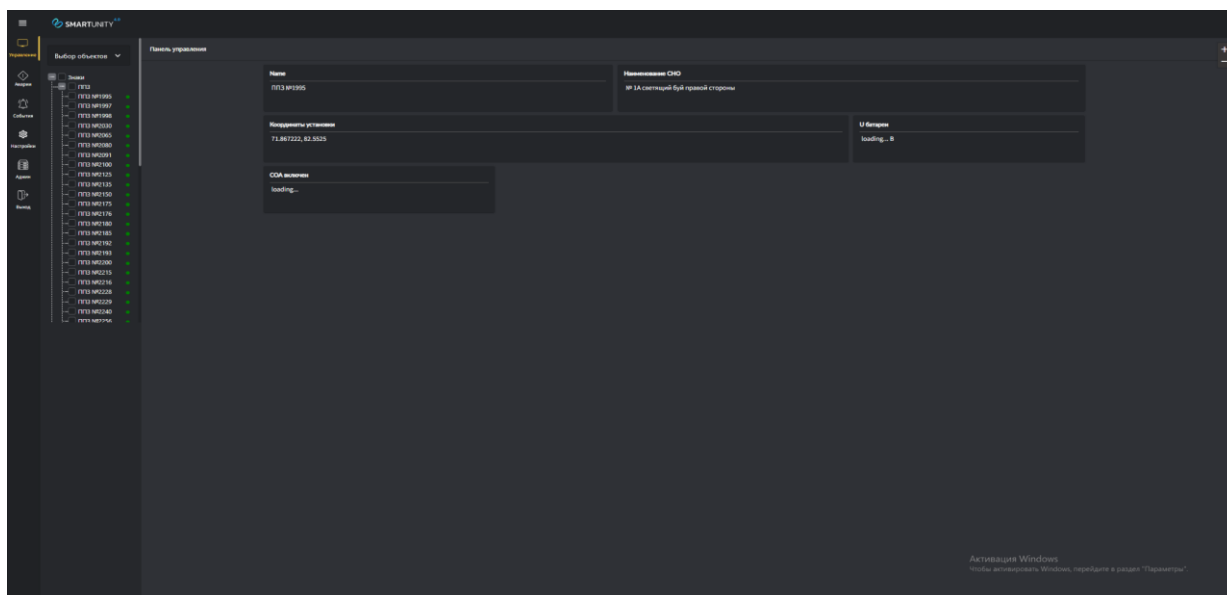 SMARTUNITY
Управление
Аварии
События
Настройки
Админ
Выход
Выбор объектов
Знаки
ППЗ
ППЗ №1995
ППЗ №1997
ППЗ №1998
ППЗ №2030
ППЗ №2065
ППЗ №2080
ППЗ №2091
ППЗ №2100
ППЗ №2125
ППЗ №2135
ППЗ №2150
ППЗ №2175
ППЗ №2176
ППЗ №2180
ППЗ №2185
ППЗ №2192
ППЗ №2193
ППЗ №2200
ППЗ №2215
ППЗ №2216
ППЗ №2228
ППЗ №2229
ППЗ №2240
ППЗ №2256
Панель управления
Name
ППЗ №1995
Наименование СНО
№ 1А светящий буй правой стороны
Координаты установки
71.867222, 82.5525
U батареи
loading... В
СОА включен
loading...
Активация Windows
Чтобы активировать Windows, перейдите в раздел "Параметры".